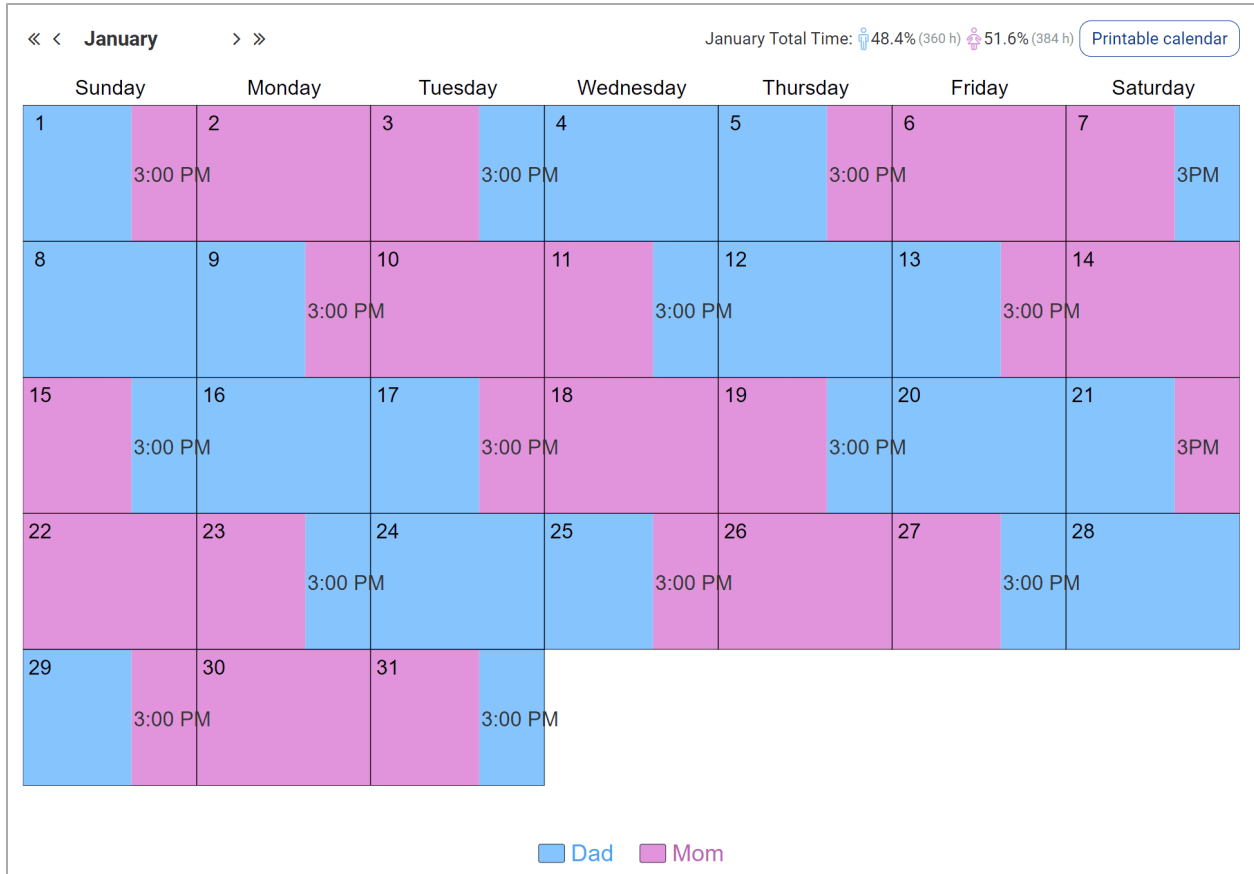 « < January > » January Total Time: 48.4% (360 h) 51.6% (384 h) Printable calendar
Sunday Monday Tuesday Wednesday Thursday Friday Saturday
1 2 3 4 5 6 7
3:00 PM 3:00 PM 3:00 PM 3PM
8 9 10 11 12 13 14
3:00 PM 3:00 PM 3:00 PM
15 16 17 18 19 20 21
3:00 PM 3:00 PM 3:00 PM 3PM
22 23 24 25 26 27 28
3:00 PM 3:00 PM 3:00 PM
29 30 31
3:00 PM 3:00 PM
Dad Mom